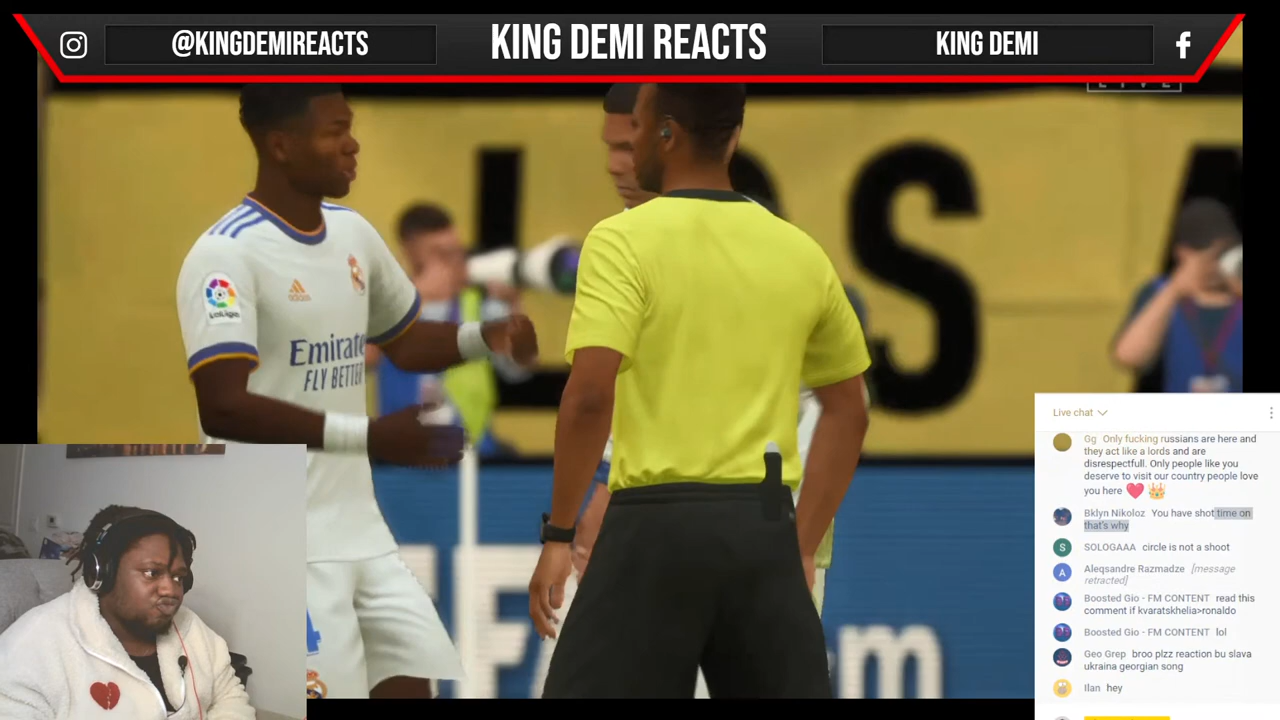 @KINGDEMIREACTS
KING DEMI REACTS
KING DEMI
LIVE
LaLiga
adidas
Emirate
FLY BETTER
Live chat
Gg Only fucking russians are here and
they act like a lords and are
disrespectfull. Only people like you
deserve to visit our country people love
you here
Bklyn Nikoloz You have shot time on
that's why
S SOLOGAAA circle is not a shoot
A Aleqsandre Razmadze [message
retracted]
Boosted Gio - FM CONTENT read this
comment if kvaratskhelia>ronaldo
Boosted Gio - FM CONTENT lol
Geo Grep broo plzz reaction bu slava
ukraina georgian song
Ilan hey